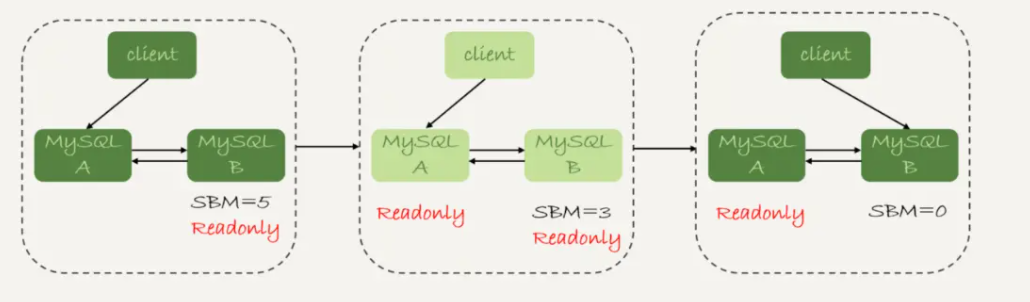 client
MySQL
A
MySQL
B
SBM=5
Readonly
client
MySQL
A
MySQL
B
Readonly
SBM=3
Readonly
client
MySQL
A
MySQL
B
Readonly
SBM=0